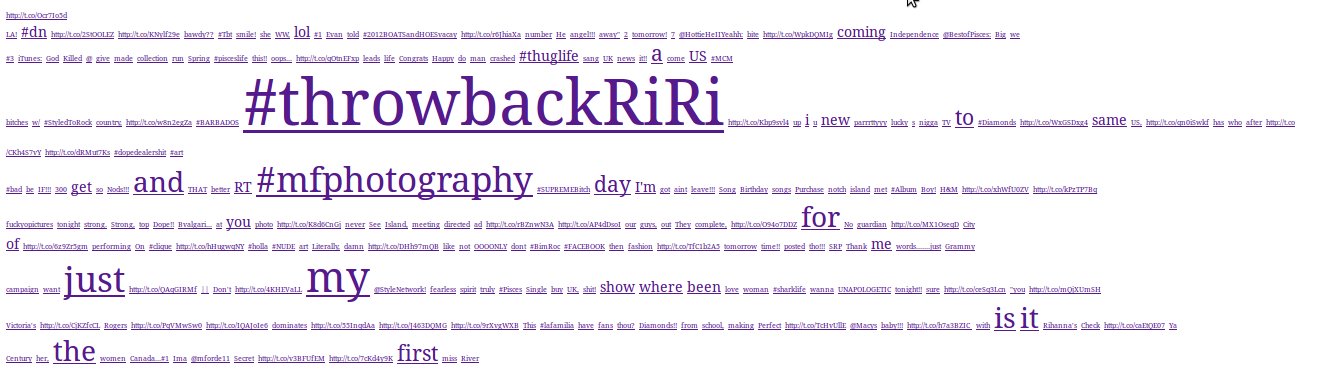 http://t.co/Ocr7Io5d
LA! #dn http://t.co/2StOOLEZ http://t.co/KNylf29e bawdy?? #Tbt smile! she WW, lol #1 Evan told #2012BOATSandHOESvacay http://t.co/r6JhiaXa number He angel!!! away" 2 tomorrow! 7 @HottieHe11Yeahh: bite http://t.co/WpkDQM1g coming Independence @BestofPisces: Big we
#3 iTunes: God Killed @ give made collection run Spring #pisceslife this!! oops... http://t.co/qOtnEFxp leads life Congrats Happy do man crashed #thuglife sang UK news it!! a come US #MCM
bitches w/ #StyledToRock country, http://t.co/w8n2egZa #BARBADOS #throwbackRiRi http://t.co/Kbp9svl4 up i u new parrrttyyy lucky s nigga TV to #Diamonds http://t.co/WxGSDxg4 same US, http://t.co/qn0iSwkf has who after http://t.co
/CKh4S7vY http://t.co/dRMut7Ks #dopedealershit #art
#bad be IF!!! 300 get so Nods!!! and THAT better RT #mfphotography #SUPREMEBitch day I'm got aint leave!!! Song Birthday songs Purchase notch island met #Album Boy! H&M http://t.co/xhWfU0ZV http://t.co/kPzTP7Bq
fuckyopictures tonight strong, Strong, top Dope!! Bvalgari... at you photo http://t.co/K8d6CnGj never See Island, meeting directed ad http://t.co/rBZnwN3A http://t.co/AP4dDsoI our guys, out They complete, http://t.co/O94o7DDZ for No guardian http://t.co/MX1OseqD City
of http://t.co/6z9Zr5gm performing On #clique http://t.co/hHugwqNY #holla #NUDE art Literally, damn http://t.co/DHh97mQB like not OOOONLY dont #BimRoc #FACEBOOK then fashion http://t.co/TfC1b2A5 tomorrow time!! posted tho!!! SRP Thank me words.......just Grammy
campaign want just http://t.co/QAqGIRMf || Don't http://t.co/4KHEVaLL my @StyleNetwork! fearless spirit truly #Pisces Single buy UK, shit! show where been love woman #sharklife wanna UNAPOLOGETIC tonight!! sure http://t.co/ceSq3Lcn "you http://t.co/mQjXUmSH
Victoria's http://t.co/CjKZfcCL Rogers http://t.co/PqVMwSw0 http://t.co/IQAJoIe6 dominates http://t.co/55InqdAa http://t.co/J463DQMG http://t.co/9rXvgWXB This #lafamilia have fans thou? Diamonds!! from school, making Perfect http://t.co/TcHvUllE @Macys baby!!! http://t.co/h7a3BZIC with is it Rihanna's Check http://t.co/caEtQE07 Ya
Century her, the women Canada...#1 Ima @mforde11 Secret http://t.co/v3BFUfEM http://t.co/7cKd4y9K first miss River